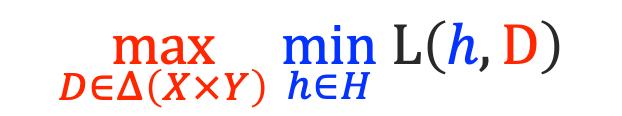 max min L(h, D)
D∈Δ(X×Y) h∈H